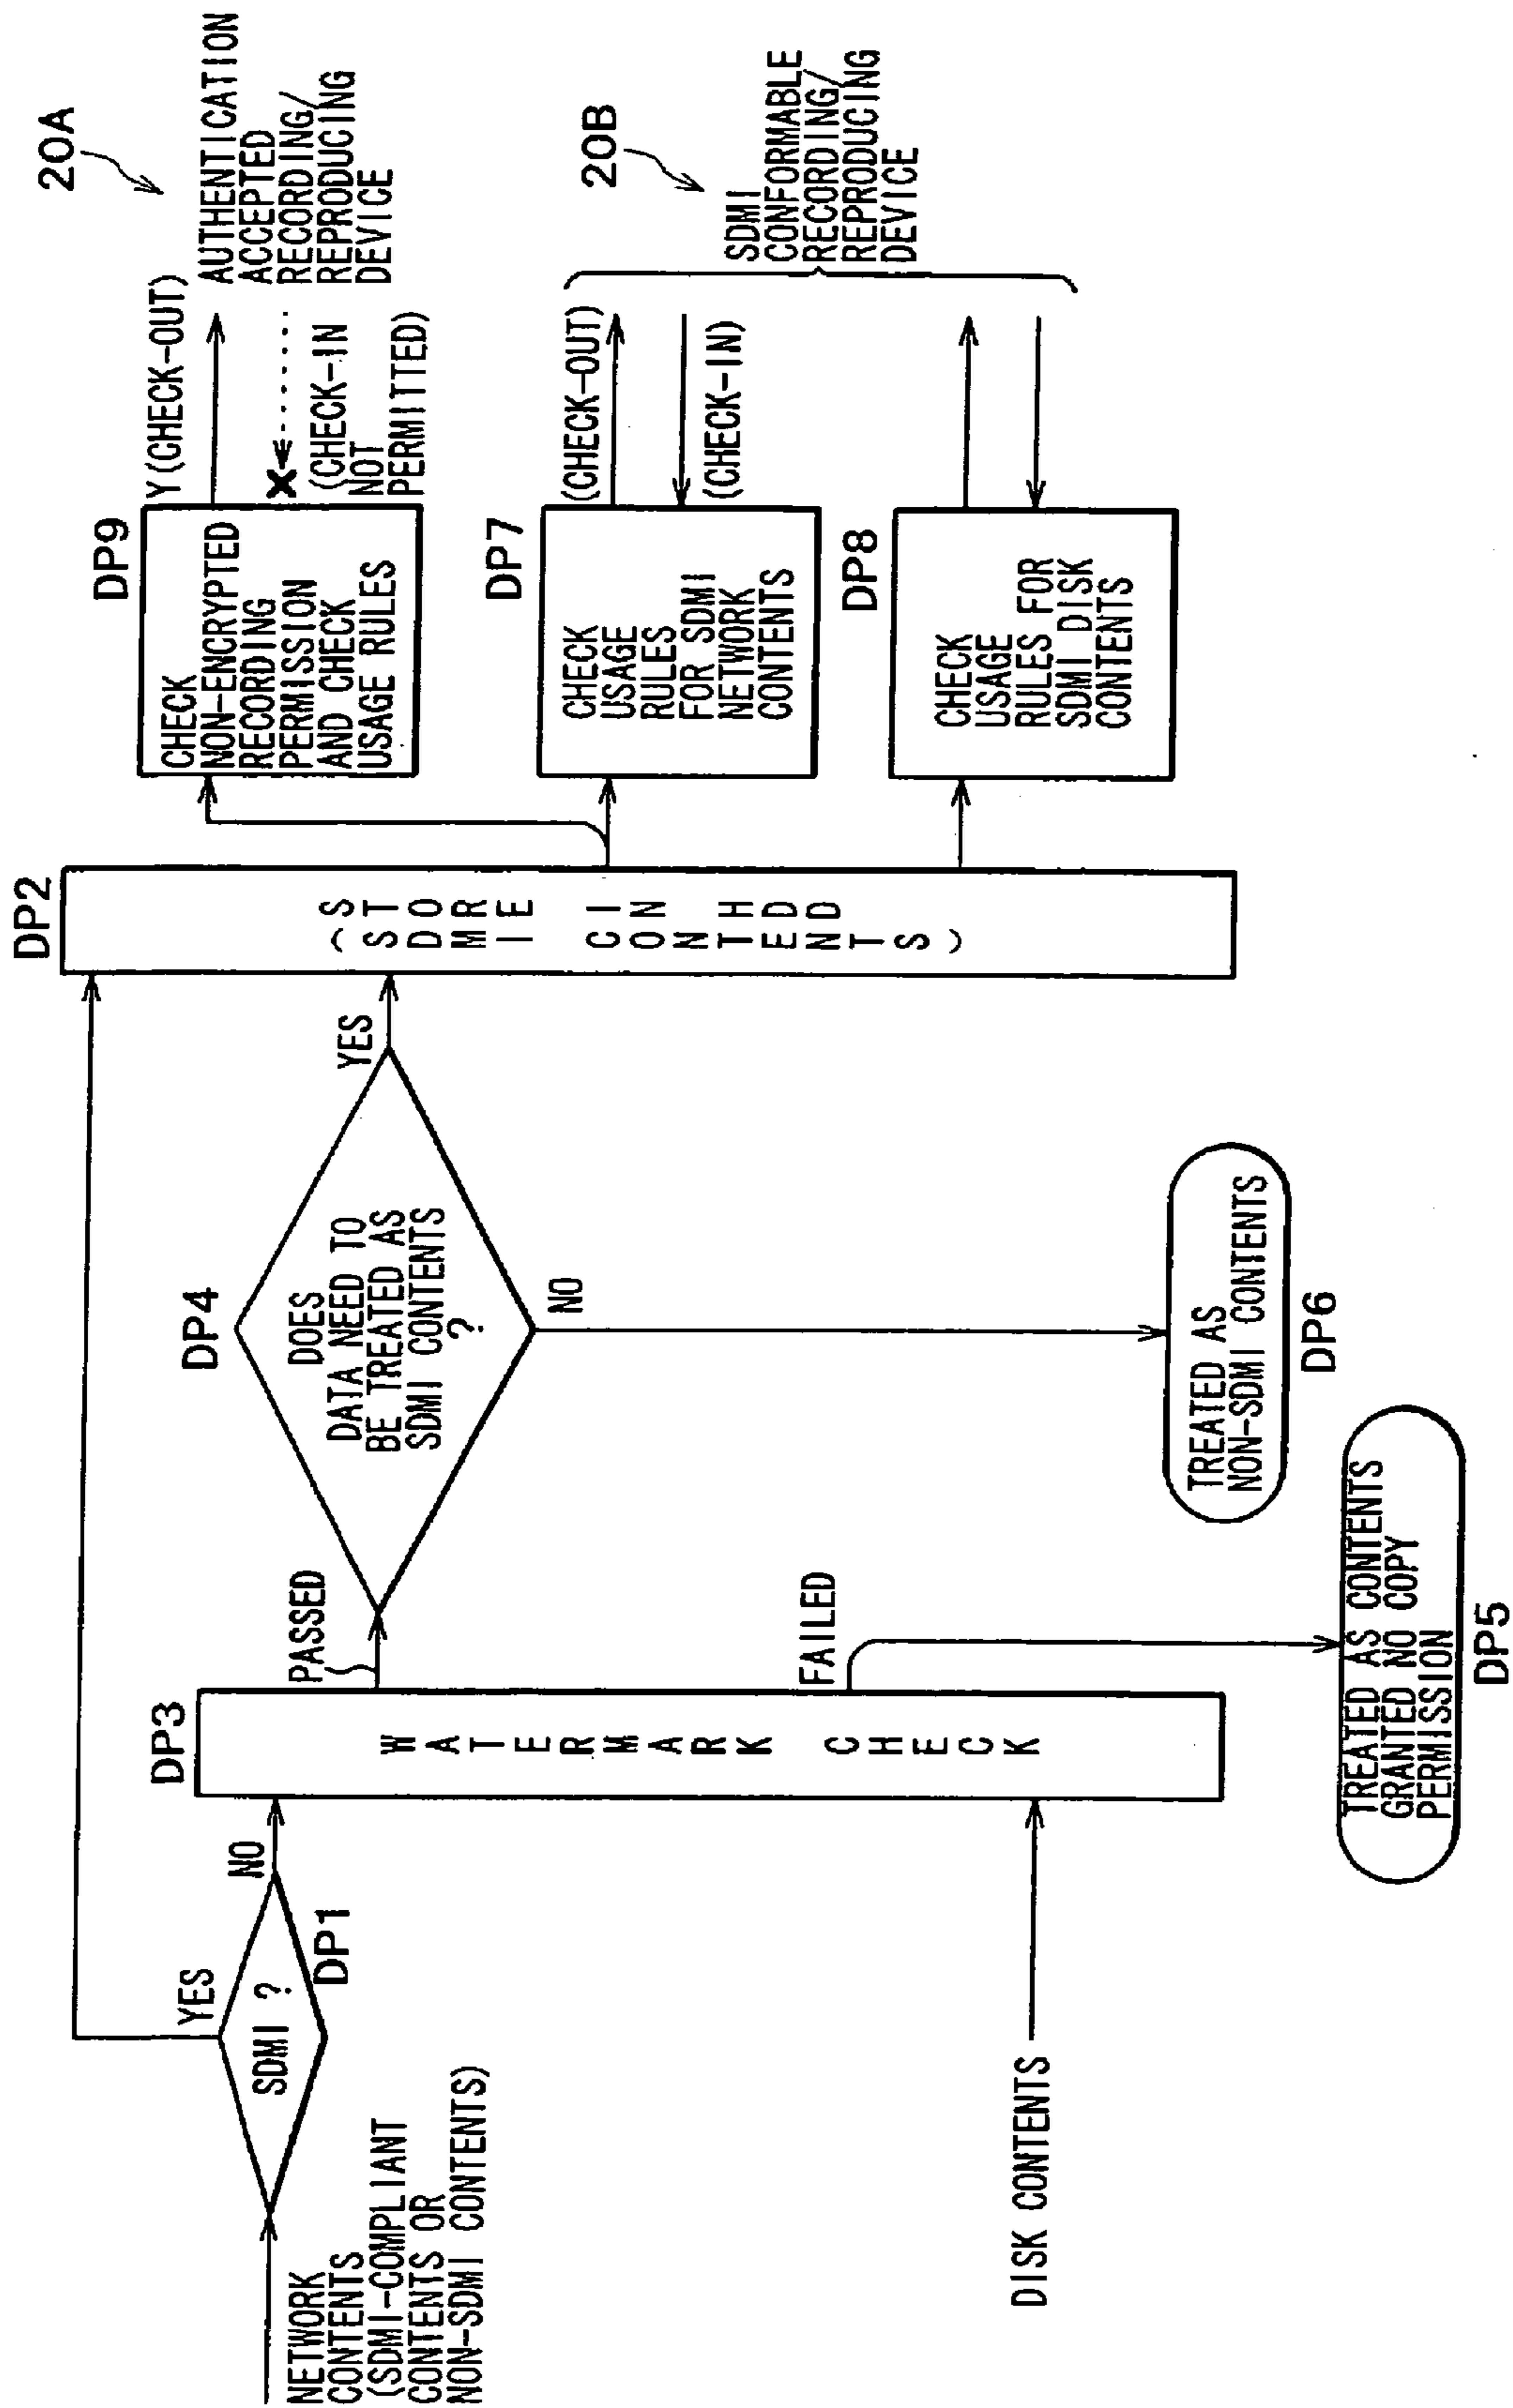 NETWORK
CONTENTS
(SDMI-COMPLIANT
CONTENTS OR
NON-SDMI CONTENTS)
DISK CONTENTS
SDMI ?
DP1
YES
NO
DP3
WATERMARK CHECK
PASSED
FAILED
TREATED AS CONTENTS
GRANTED NO COPY
PERMISSION
DP5
DP4
DOES
DATA NEED TO
BE TREATED AS
SDMI CONTENTS
?
YES
NO
TREATED AS
NON-SDMI CONTENTS
DP6
DP2
STORE IN HDD
(SDMI CONTENTS)
DP9
CHECK
NON-ENCRYPTED
RECORDING
PERMISSION
AND CHECK
USAGE RULES
Y(CHECK-OUT)
(CHECK-IN
NOT
PERMITTED)
20A
AUTHENTICATION
ACCEPTED
RECORDING/
REPRODUCING
DEVICE
DP7
CHECK
USAGE
RULES
FOR SDMI
NETWORK
CONTENTS
(CHECK-OUT)
(CHECK-IN)
20B
SDMI
CONFORMABLE
RECORDING/
REPRODUCING
DEVICE
DP8
CHECK
USAGE
RULES FOR
SDMI DISK
CONTENTS